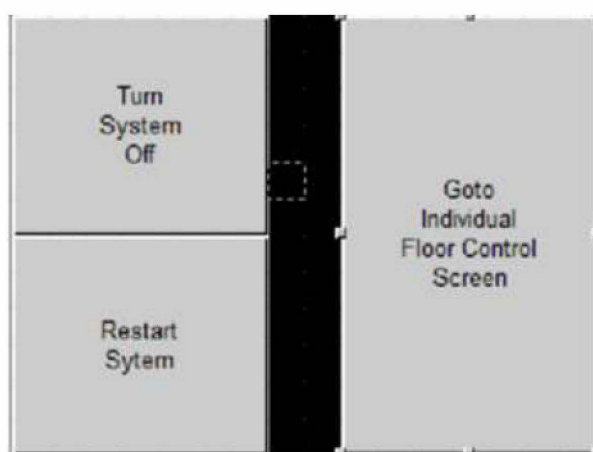 Turn
System
Off
Goto
Individual
Floor Control
Screen
Restart
Sytem